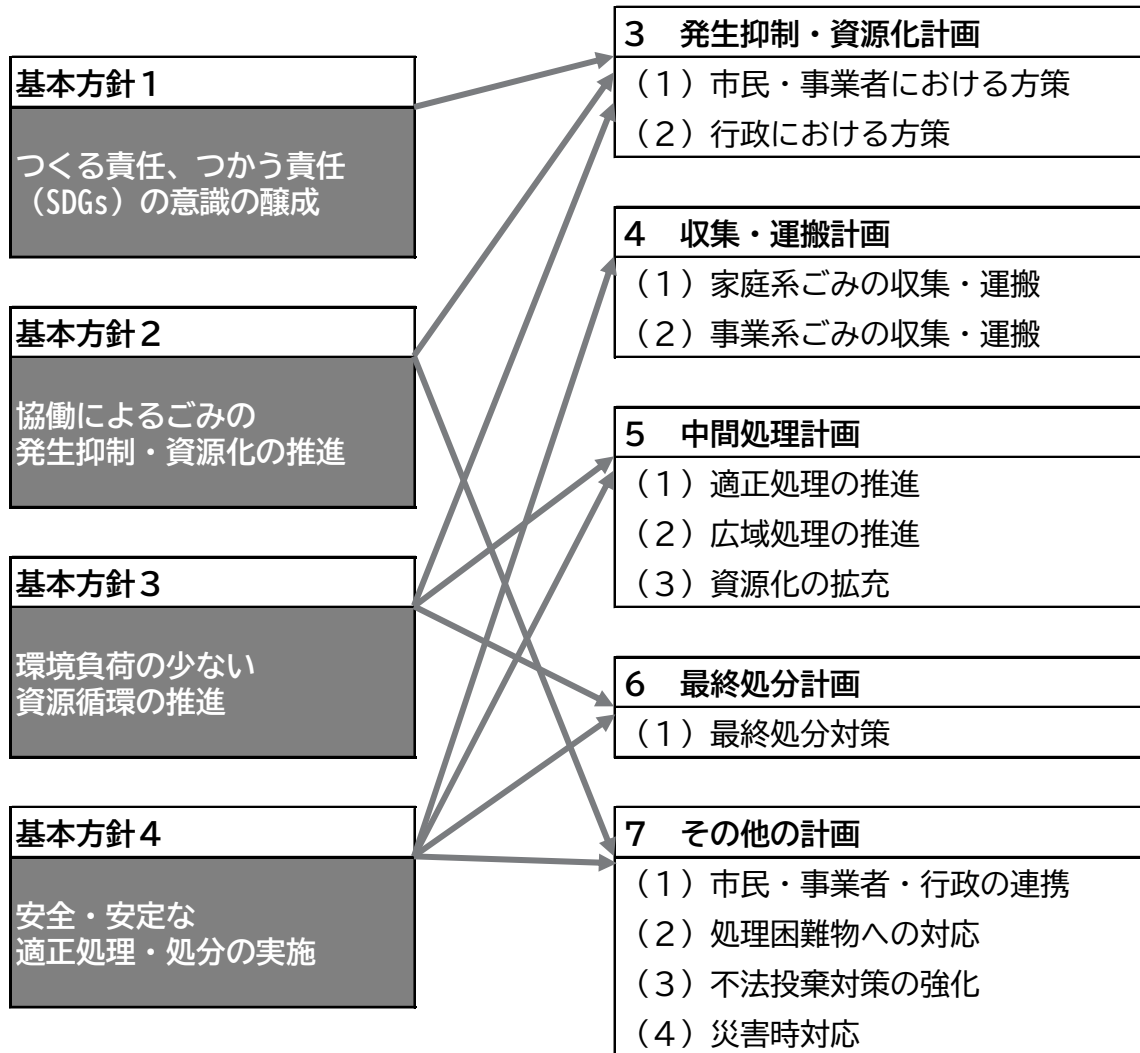 基本方針1
つくる責任、つかう責任
(SDGs)の意識の醸成
基本方針2
協働によるごみの
発生抑制・資源化の推進
基本方針3
環境負荷の少ない
資源循環の推進
基本方針4
安全・安定な
適正処理・処分の実施
3 発生抑制・資源化計画
(1)市民・事業者における方策
(2)行政における方策
4 収集・運搬計画
(1)家庭系ごみの収集・運搬
(2)事業系ごみの収集・運搬
5 中間処理計画
(1)適正処理の推進
(2)広域処理の推進
(3)資源化の拡充
6 最終処分計画
(1)最終処分対策
7 その他の計画
(1)市民・事業者・行政の連携
(2)処理困難物への対応
(3)不法投棄対策の強化
(4)災害時対応